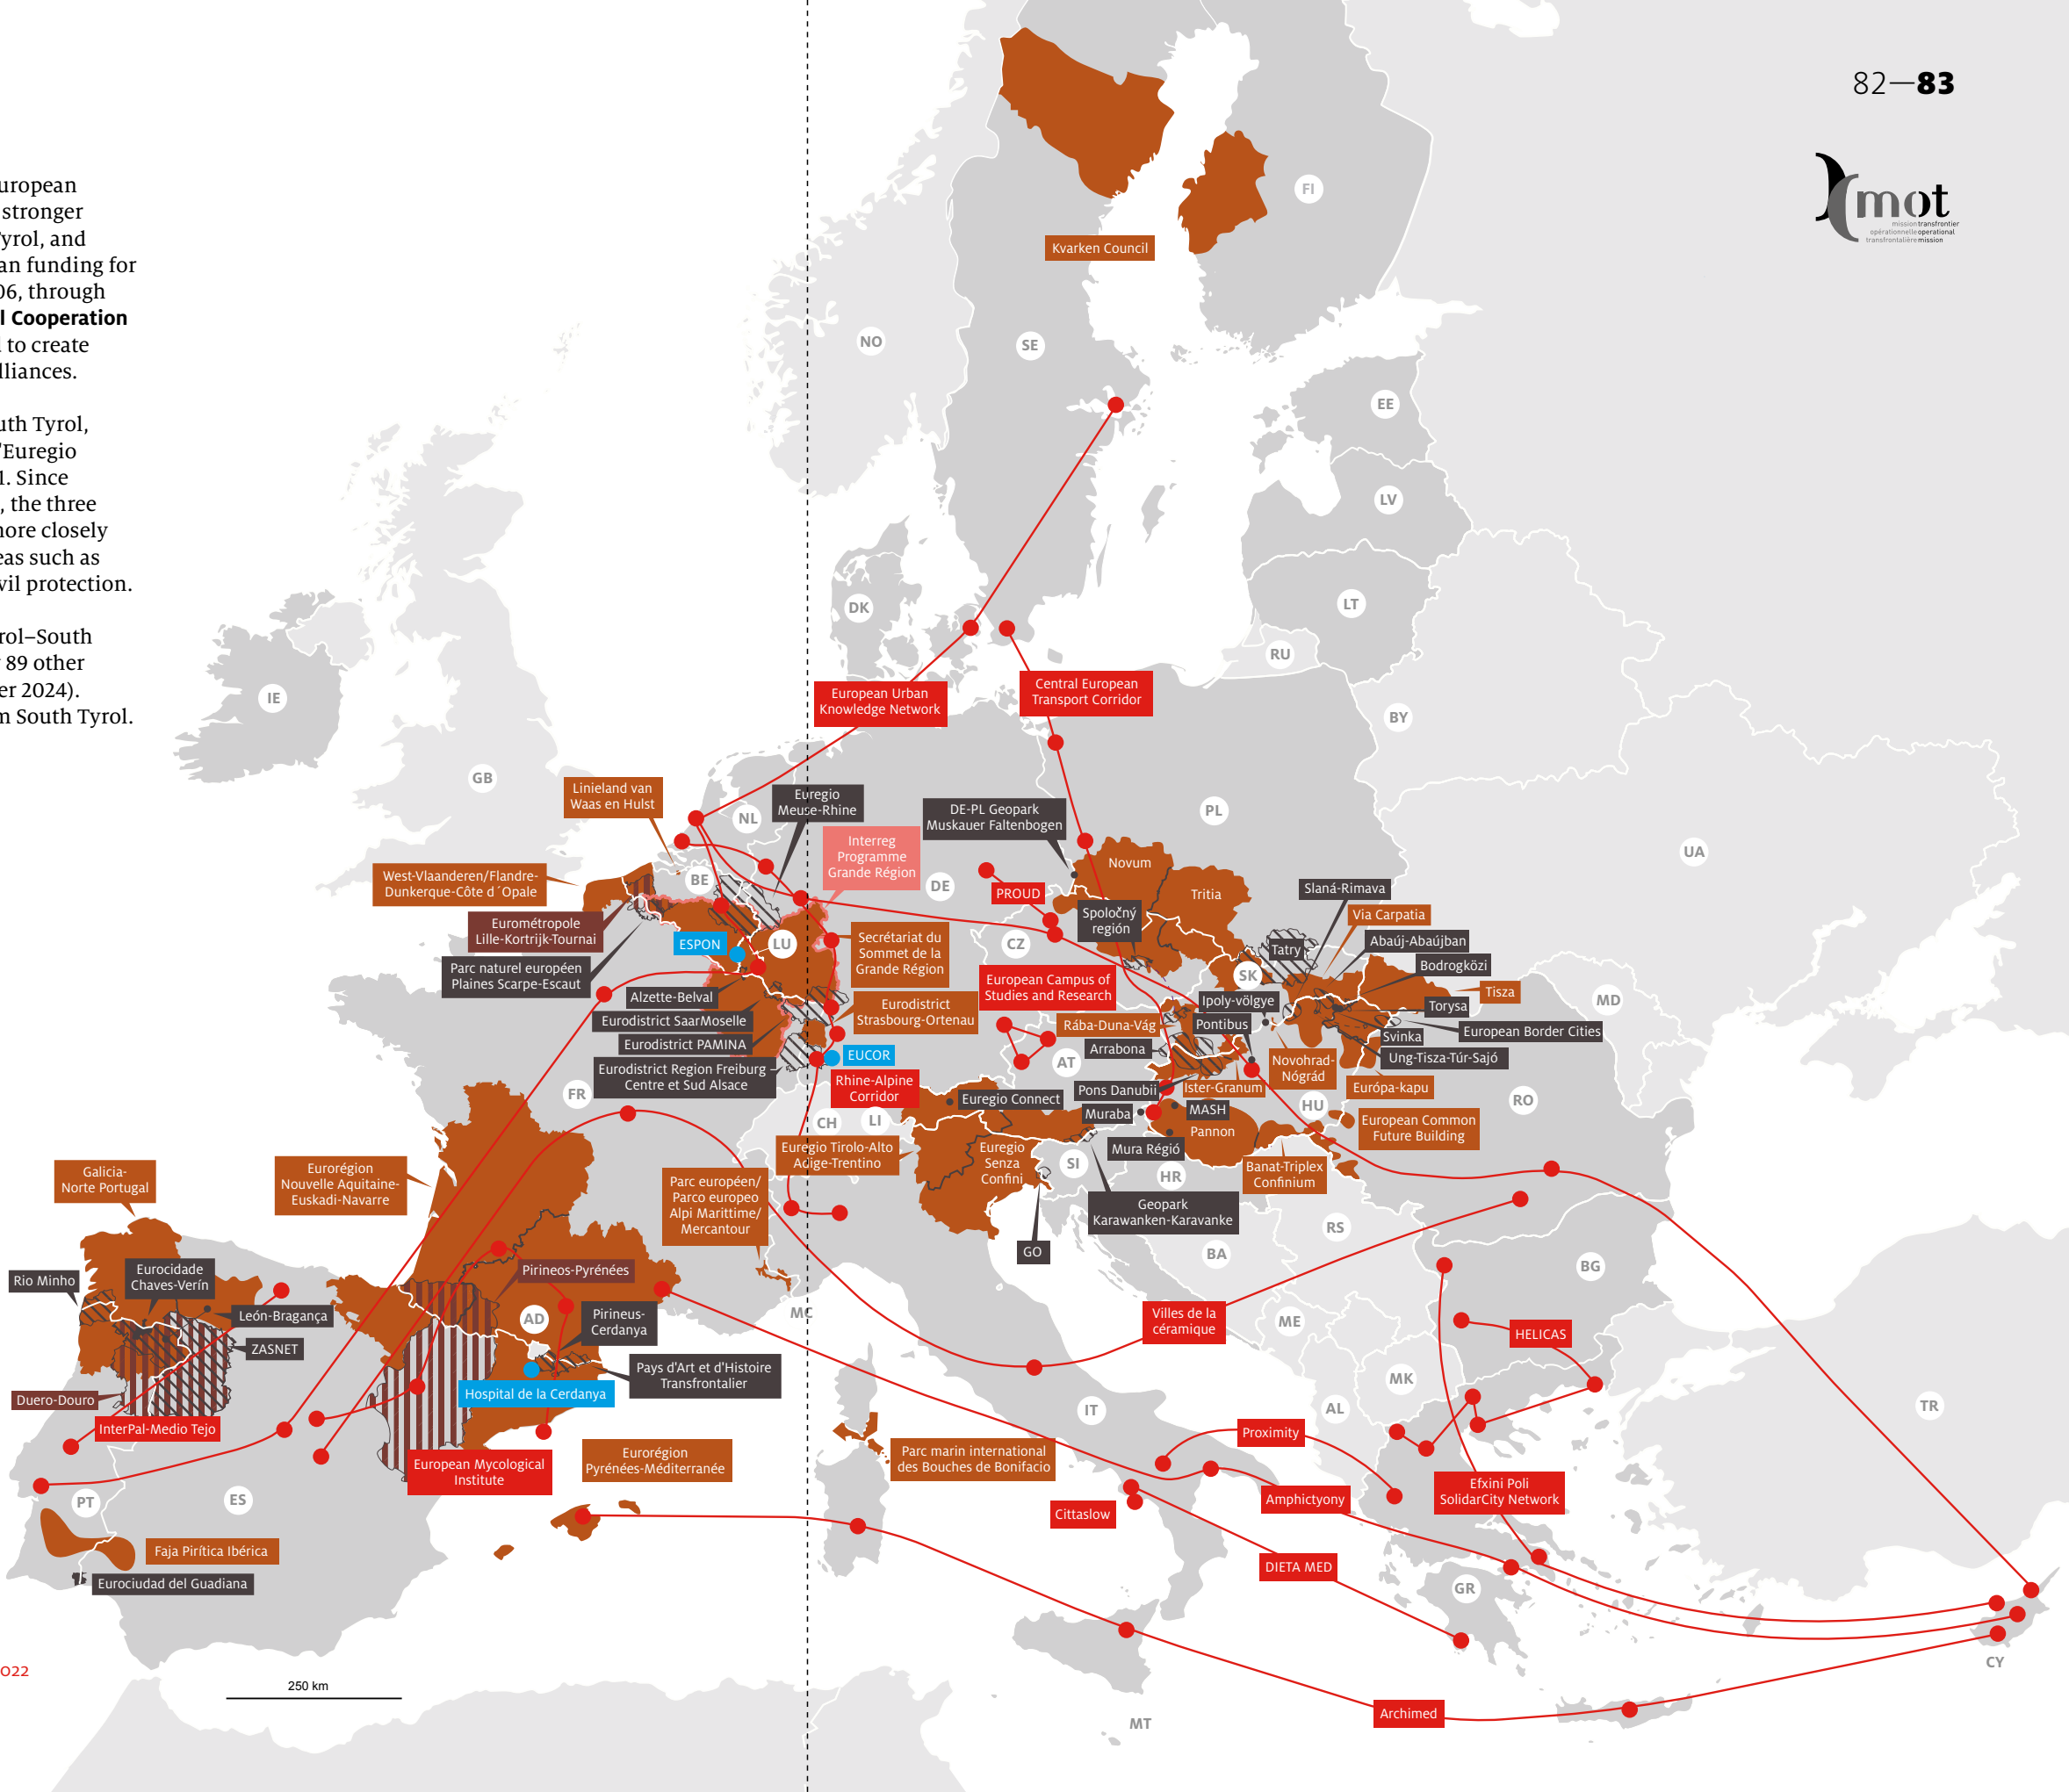 82—83
mot
mission transfrontier
opérationnelle operational
transfrontalière mission
uropean
stronger
yrol, and
an funding for
06, through
l Cooperation
to create
lliances.
uth Tyrol,
Euregio
1. Since
, the three
nore closely
eas such as
vil protection.
rol–South
89 other
er 2024).
m South Tyrol.
022
250 km
FI
Kvarken Council
NO
SE
EE
LV
LT
DK
RU
IE
BY
GB
European Urban
Knowledge Network
Central European
Transport Corridor
Linieland van
Waas en Hulst
Euregio
Meuse-Rhine
NL
DE-PL Geopark
Muskauer Faltenbogen
PL
UA
Interreg
Programme
Grande Région
West-Vlaanderen/Flandre-
Dunkerque-Côte d´Opale
BE
DE
PROUD
Novum
Tritia
Slaná-Rimava
Via Carpatia
Eurométropole
Lille-Kortrijk-Tournai
ESPON
LU
Secrétariat du
Sommet de la
Grande Région
CZ
Spoločný
región
Tatry
Abaúj-Abaújban
Bodrogközi
Parc naturel européen
Plaines Scarpe-Escaut
European Campus of
Studies and Research
SK
Tisza
MD
Alzette-Belval
Eurodistrict
Strasbourg-Ortenau
Ipoly-völgye
Torysa
Eurodistrict SaarMoselle
Rába-Duna-Vág
Pontibus
Svinka
European Border Cities
Eurodistrict PAMINA
EUCOR
Arrabona
AT
Novohrad-
Nógrád
Ung-Tisza-Túr-Sajó
Eurodistrict Region Freiburg –
Centre et Sud Alsace
Rhine-Alpine
Corridor
Pons Danubii
Ister-Granum
Európa-kapu
FR
Euregio Connect
Muraba
MASH
HU
RO
CH
LI
Pannon
European Common
Future Building
Euregio Tirolo-Alto
Adige-Trentino
Euregio
Senza
Confini
Mura Régió
SI
HR
Banat-Triplex
Confinium
Galicia-
Norte Portugal
Eurorégion
Nouvelle Aquitaine-
Euskadi-Navarre
Parc européen/
Parco europeo
Alpi Marittime/
Mercantour
Geopark
Karawanken-Karavanke
GO
RS
BA
BG
Rio Minho
Eurocidade
Chaves-Verín
León-Bragança
ZASNET
Pirineos-Pyrénées
AD
Pirineus-
Cerdanya
MC
Villes de la
céramique
ME
HELICAS
Duero-Douro
Hospital de la Cerdanya
Pays d'Art et d'Histoire
Transfrontalier
MK
AL
TR
IT
InterPal-Medio Tejo
European Mycological
Institute
Eurorégion
Pyrénées-Méditerranée
Parc marin international
des Bouches de Bonifacio
Proximity
Efxini Poli
SolidarCity Network
Amphictyony
Cittaslow
PT
ES
Faja Pirítica Ibérica
Eurociudad del Guadiana
DIETA MED
GR
CY
Archimed
MT